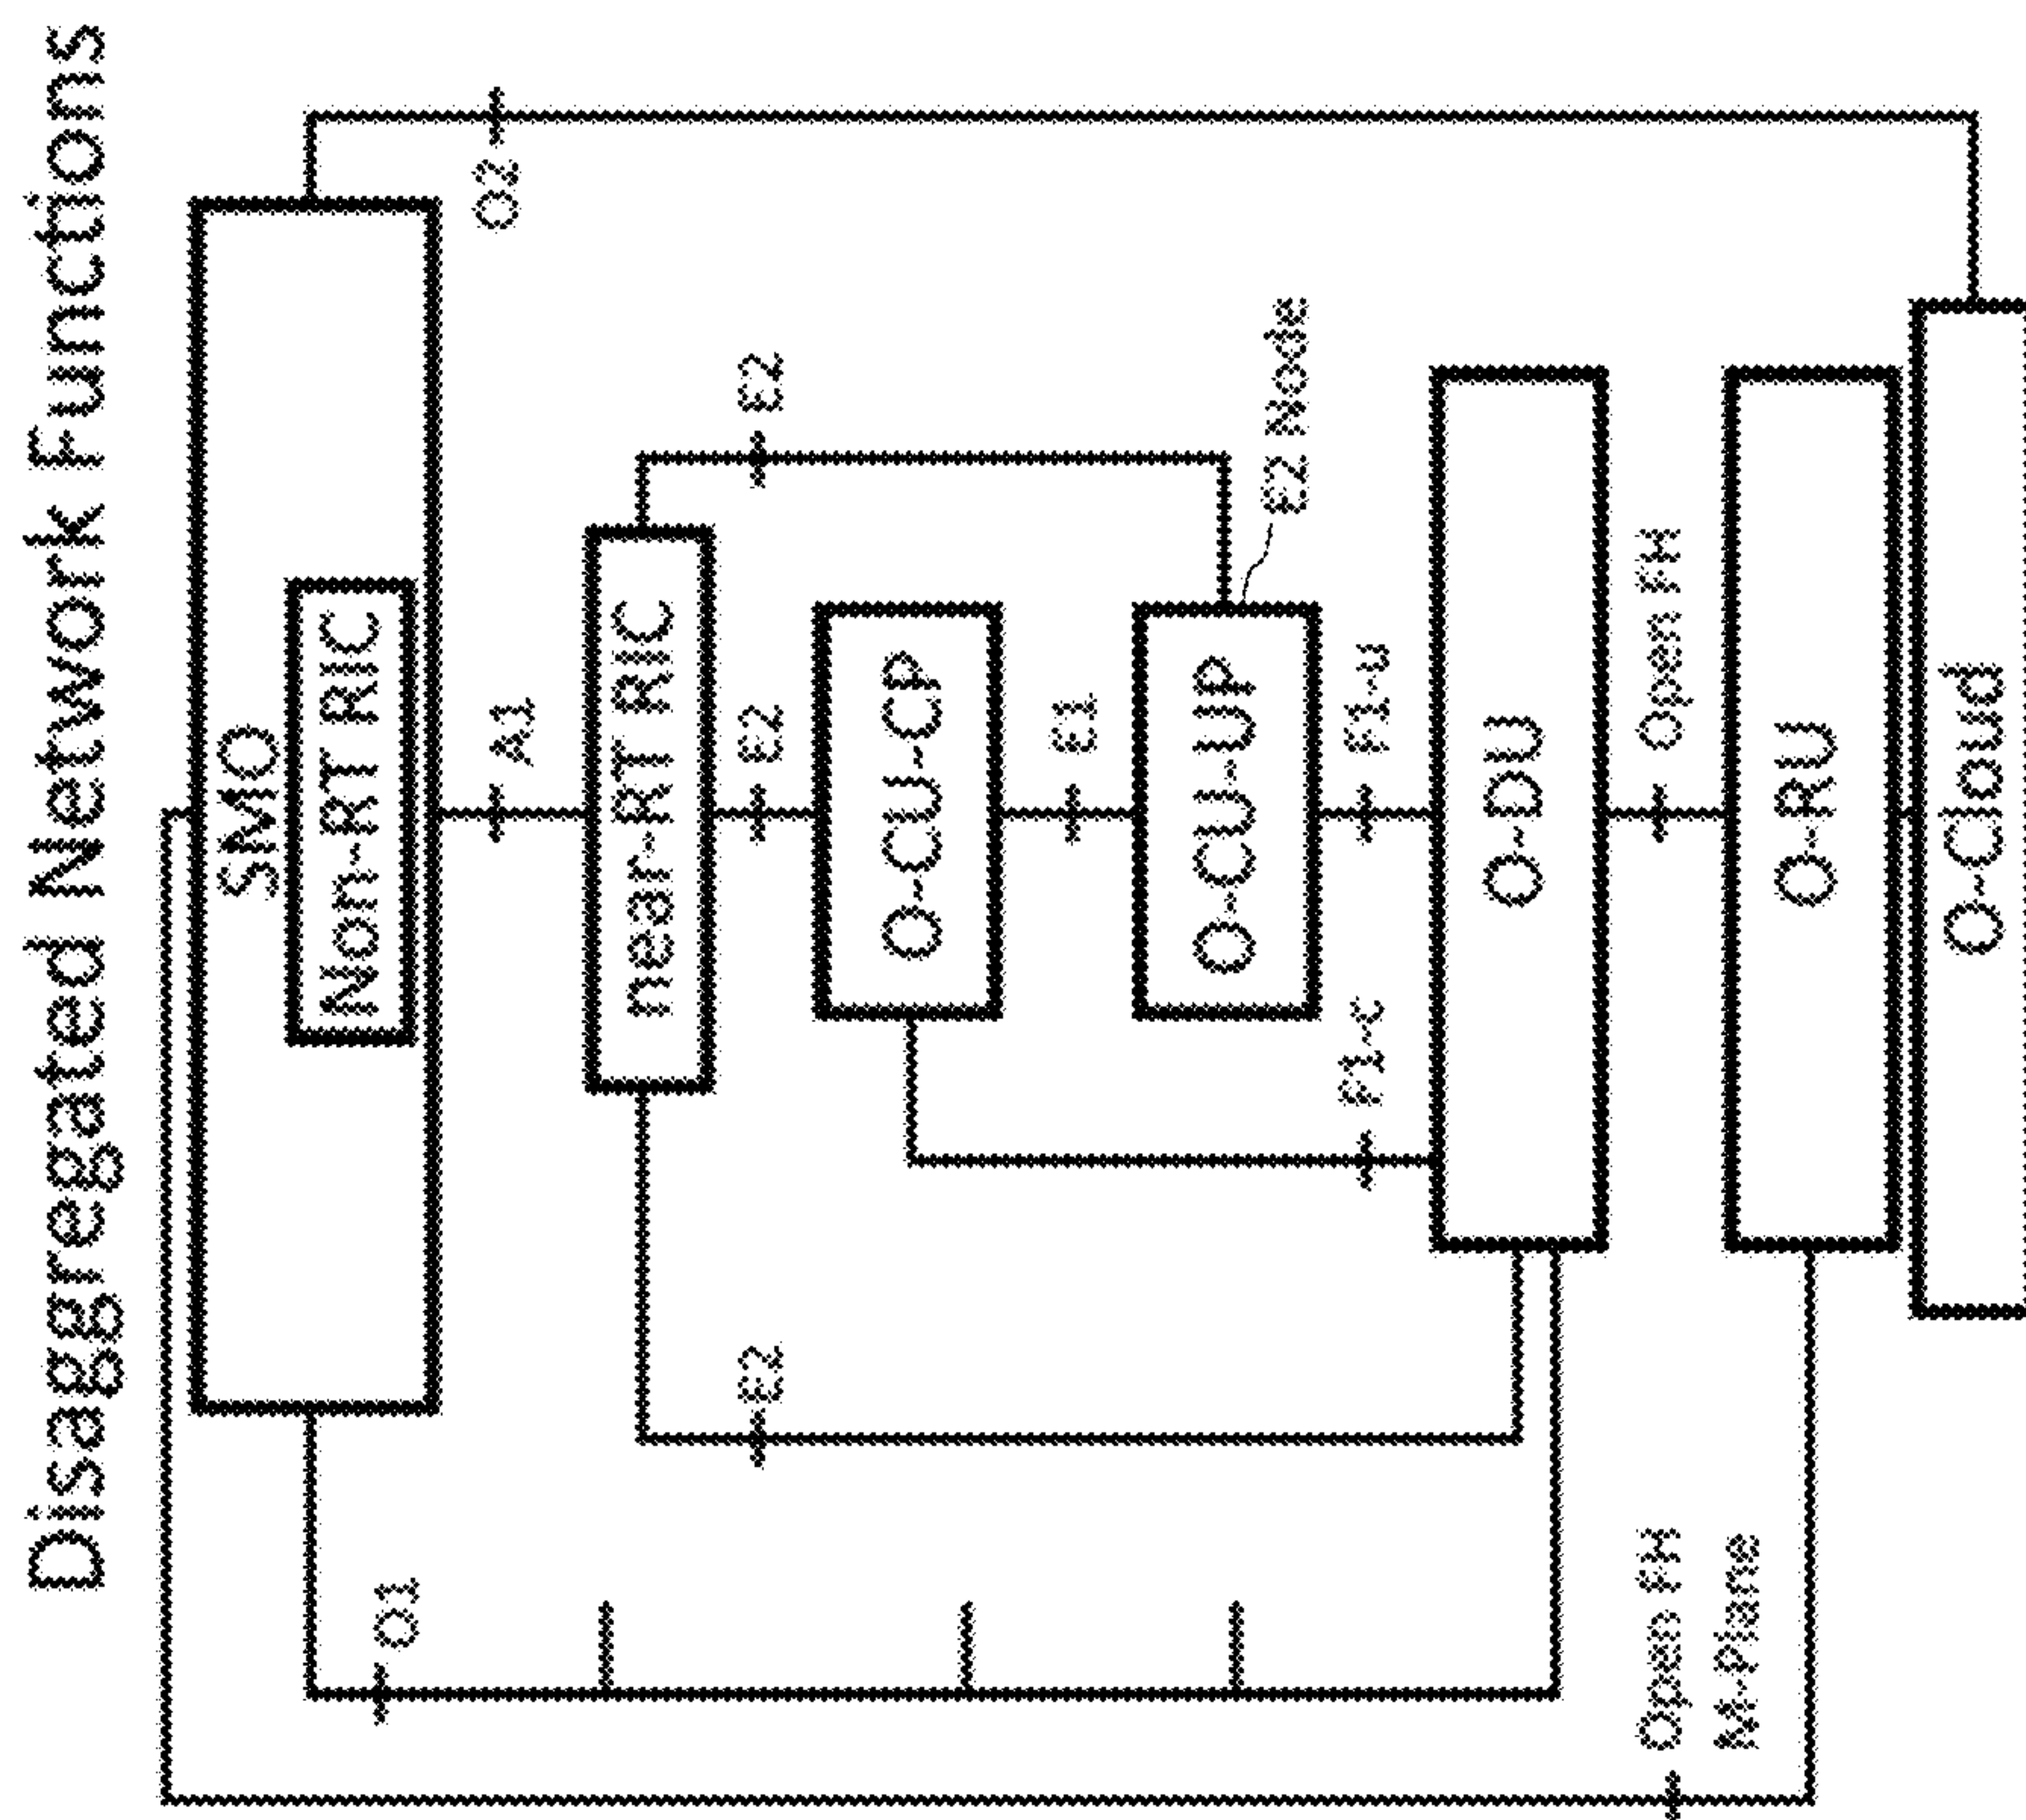 Disaggregated Network Functions
SMO
Non-RT RIC
O1
A1
O2
near-RT RIC
E2
E2
E2
O-CU-CP
E1
O-CU-UP
E2 Node
F1-c
F1-u
O-DU
Open FH
M-Plane
Open FH
O-RU
O-Cloud